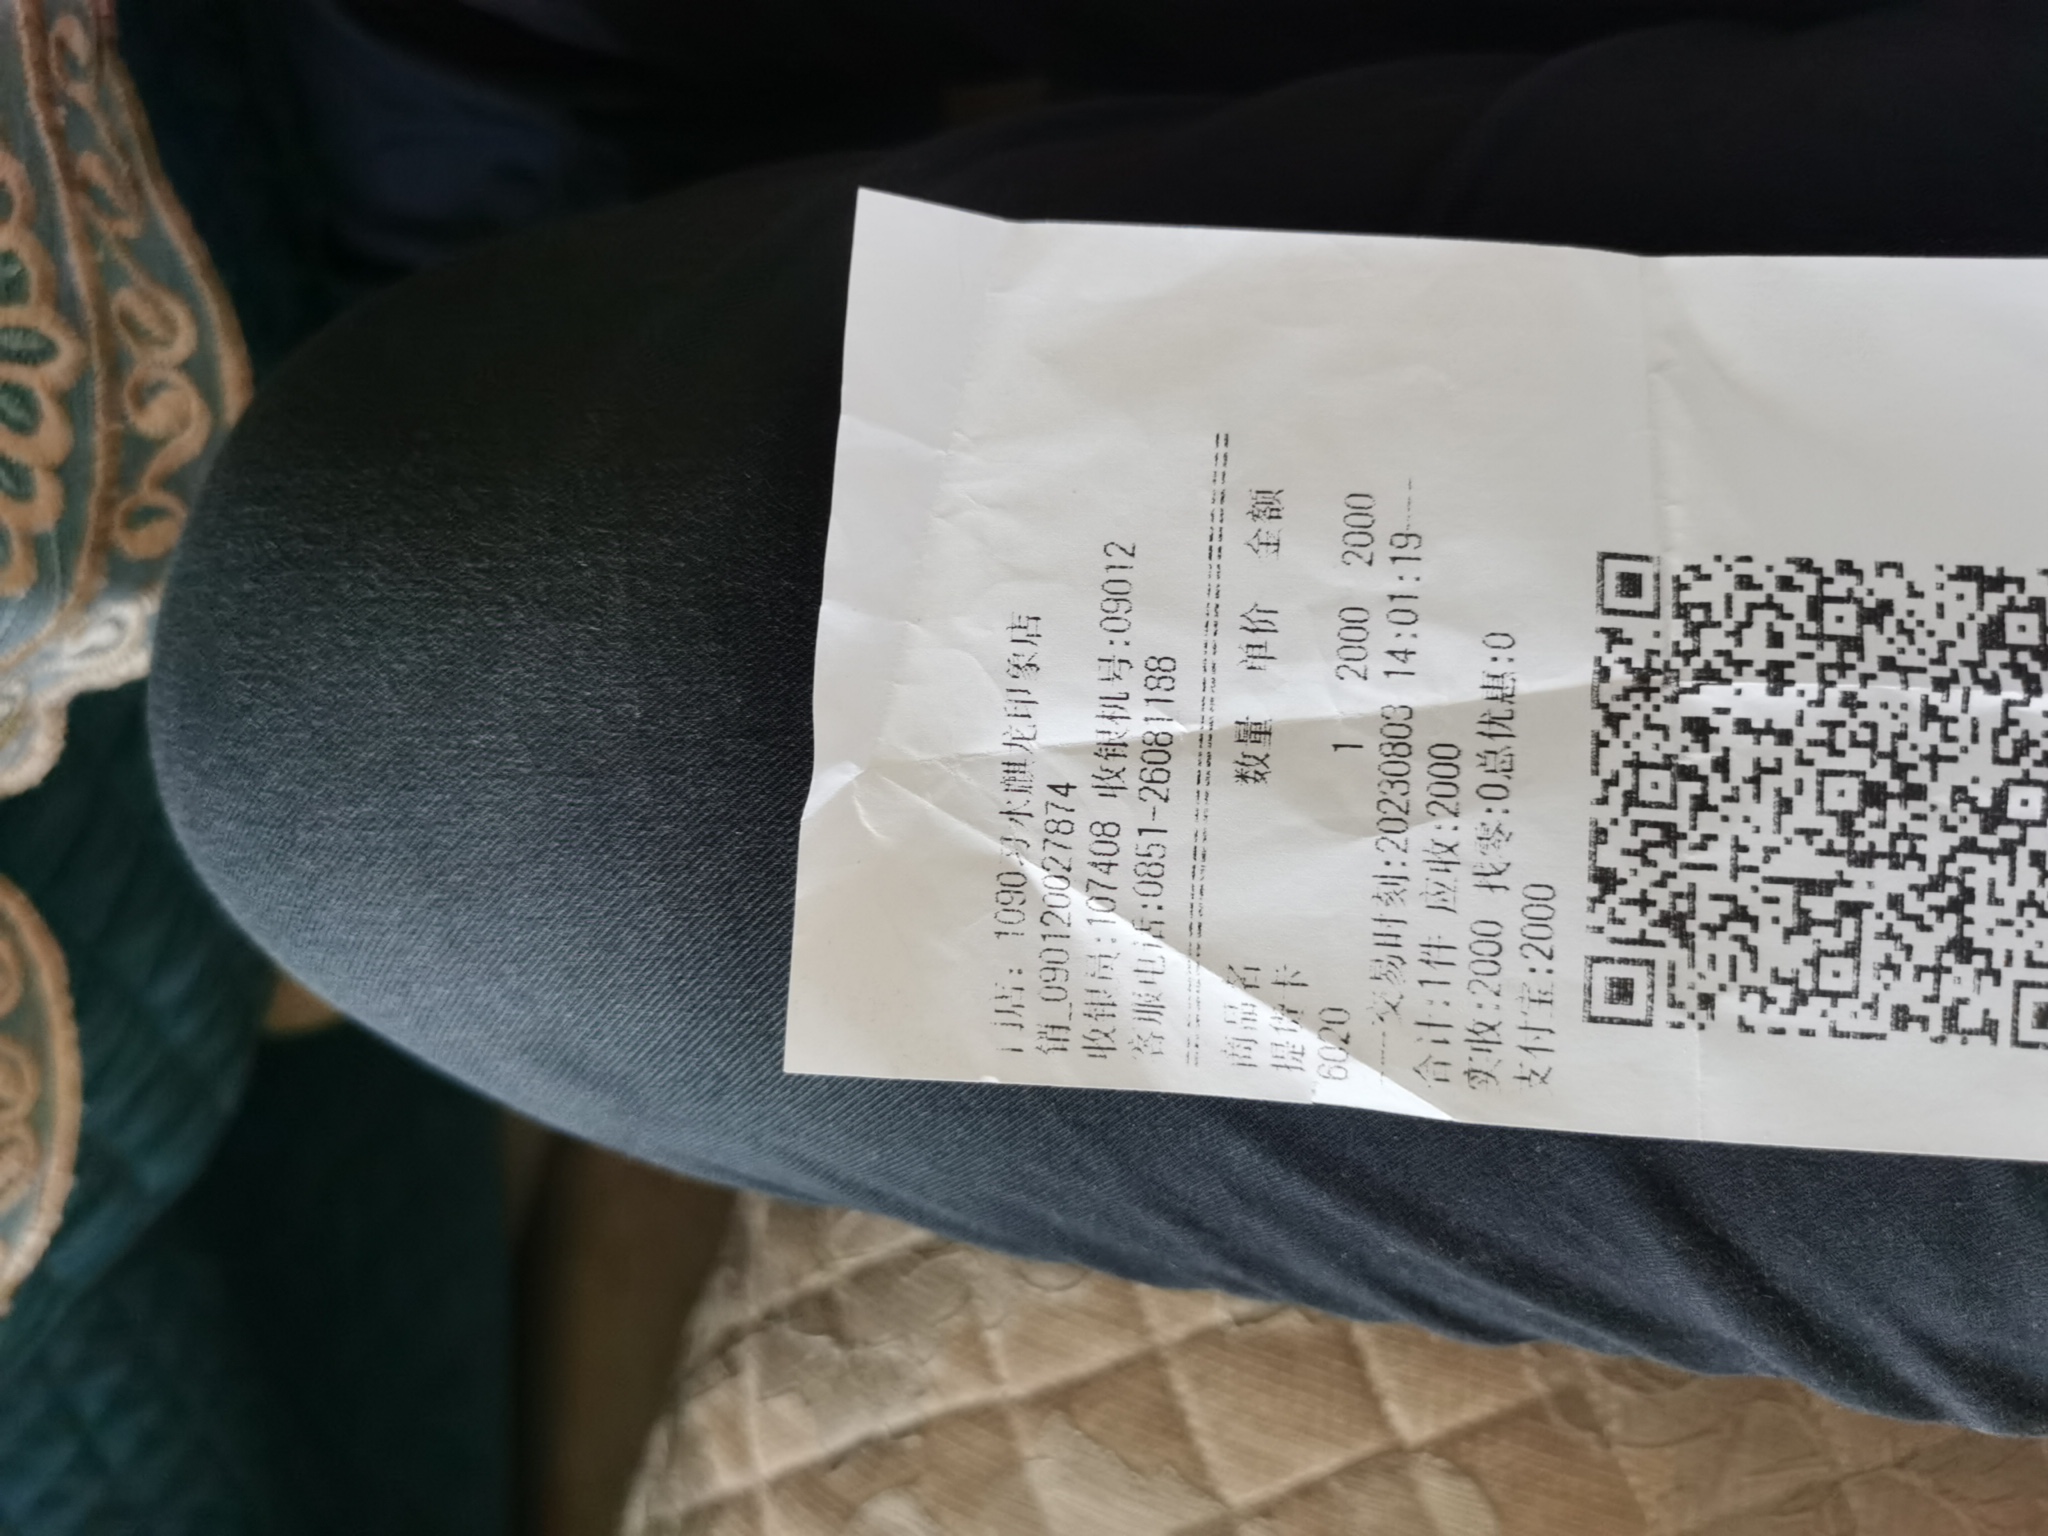 门店: 1090习水麒龙印象店
销_090120027874
收银员:107408 收银机号:09012
客服电话:0851-26081188
商品名 数量 单价 金额
提货卡
6020 1 2000 2000
----交易时刻:20230803 14:01:19----
合计:1件 应收:2000
实收:2000 找零:0总优惠:0
支付宝:2000